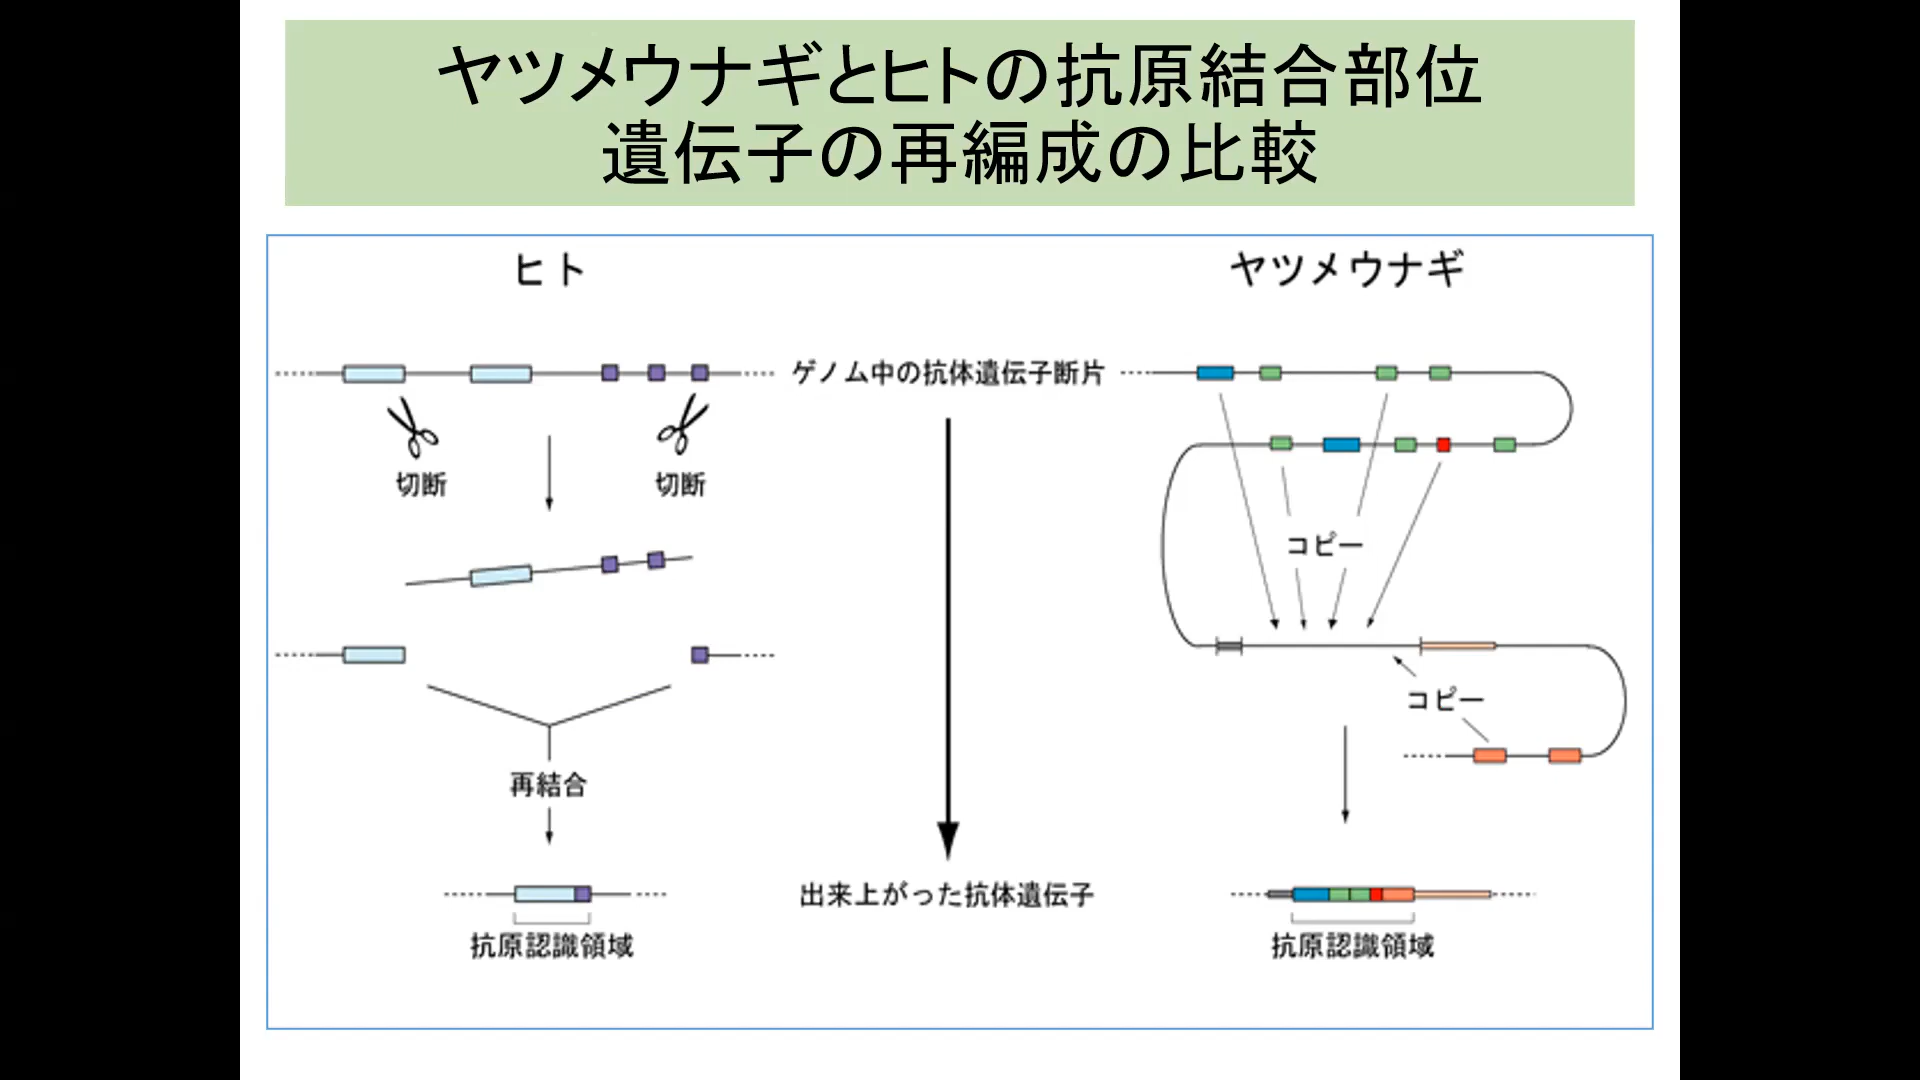 ヤツメウナギとヒトの抗原結合部位
遺伝子の再編成の比較
ヒト
ヤツメウナギ
ゲノム中の抗体遺伝子断片
切断
切断
コピー
コピー
再結合
出来上がった抗体遺伝子
抗原認識領域
抗原認識領域